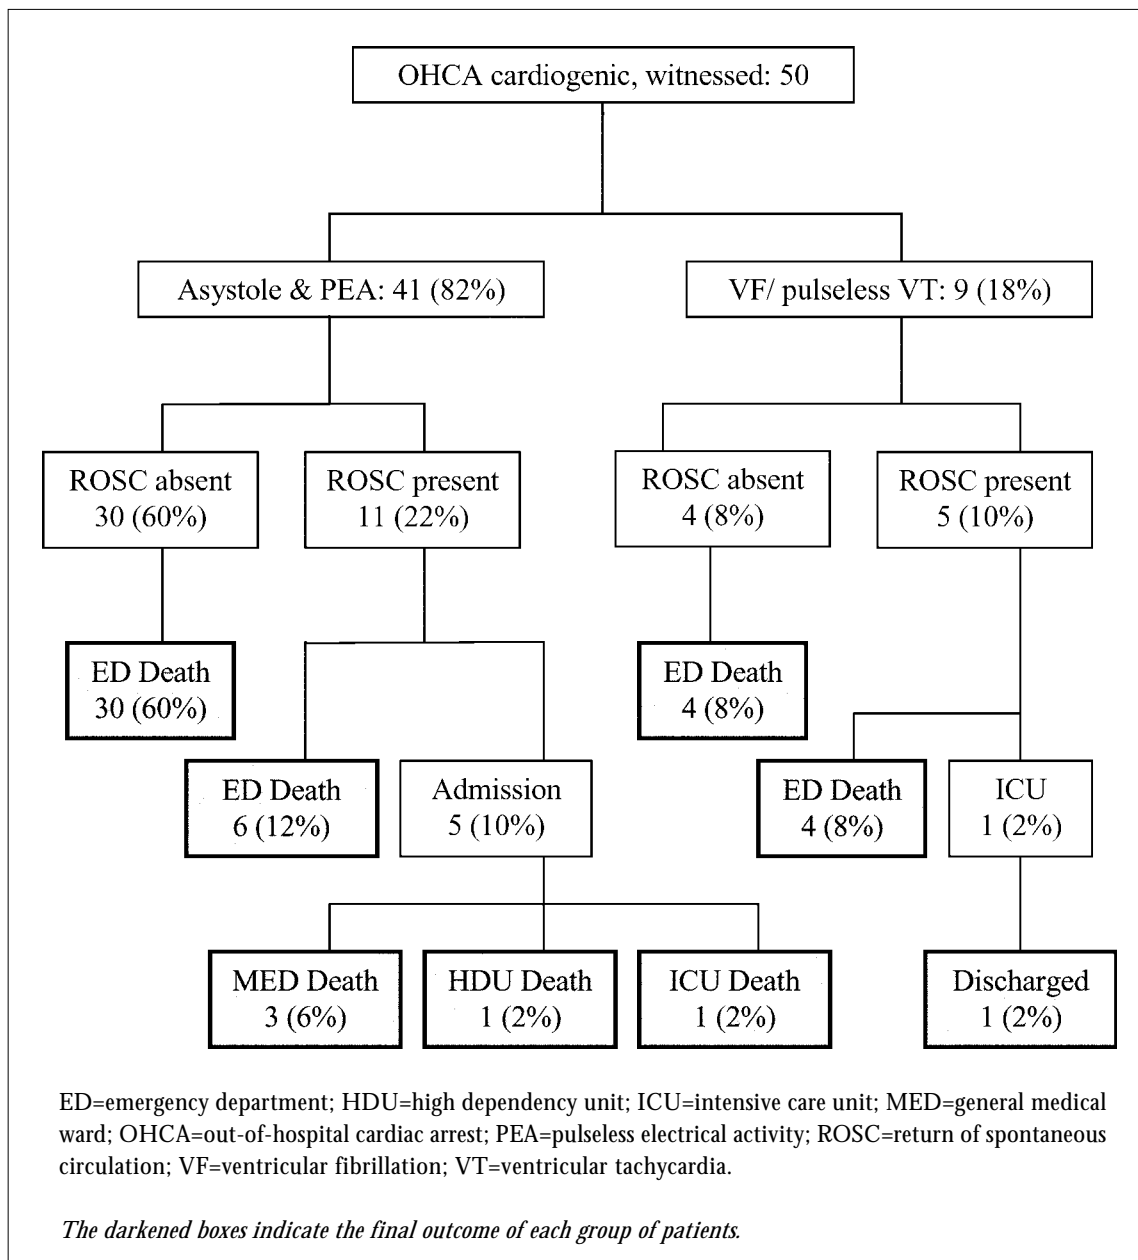 OHCA cardiogenic, witnessed: 50
Asystole & PEA: 41 (82%)
VF/ pulseless VT: 9 (18%)
ROSC absent
30 (60%)
ROSC present
11 (22%)
ROSC absent
4 (8%)
ROSC present
5 (10%)
ED Death
30 (60%)
ED Death
4 (8%)
ED Death
6 (12%)
Admission
5 (10%)
ED Death
4 (8%)
ICU
1 (2%)
MED Death
3 (6%)
HDU Death
1 (2%)
ICU Death
1 (2%)
Discharged
1 (2%)
ED=emergency department; HDU=high dependency unit; ICU=intensive care unit; MED=general medical
ward; OHCA=out-of-hospital cardiac arrest; PEA=pulseless electrical activity; ROSC=return of spontaneous
circulation; VF=ventricular fibrillation; VT=ventricular tachycardia.
The darkened boxes indicate the final outcome of each group of patients.